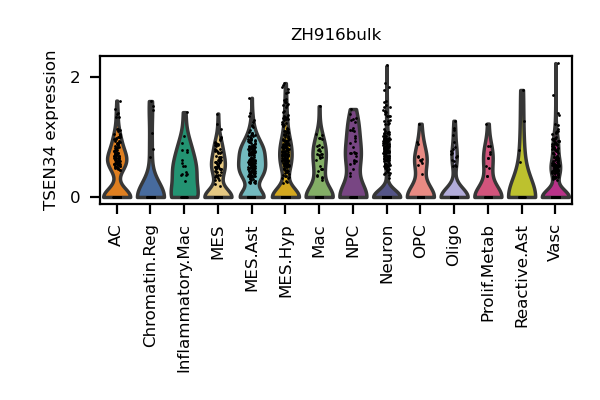 ZH916bulk
TSEN34 expression
2
0
AC
Chromatin.Reg
Inflammatory.Mac
MES
MES.Ast
MES.Hyp
Mac
NPC
Neuron
OPC
Oligo
Prolif.Metab
Reactive.Ast
Vasc